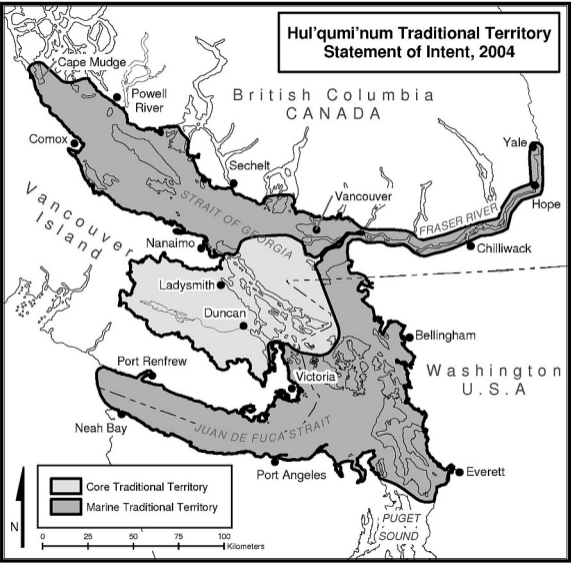 Hul'qumi'num Traditional Territory
Statement of Intent, 2004
Cape Mudge
Powell
River
British Columbia
CANADA
Comox
Yale
Sechelt
Vancouver
Hope
Vancouver
Island
STRAIT OF GEORGIA
FRASER RIVER
Nanaimo
Chilliwack
Ladysmith
Duncan
Bellingham
Port Renfrew
Washington
U.S.A
Victoria
Neah Bay
JUAN DE FUCA STRAIT
Port Angeles
Everett
Core Traditional Territory
Marine Traditional Territory
PUGET
SOUND
N
0 25 50 75 100
Kilometers